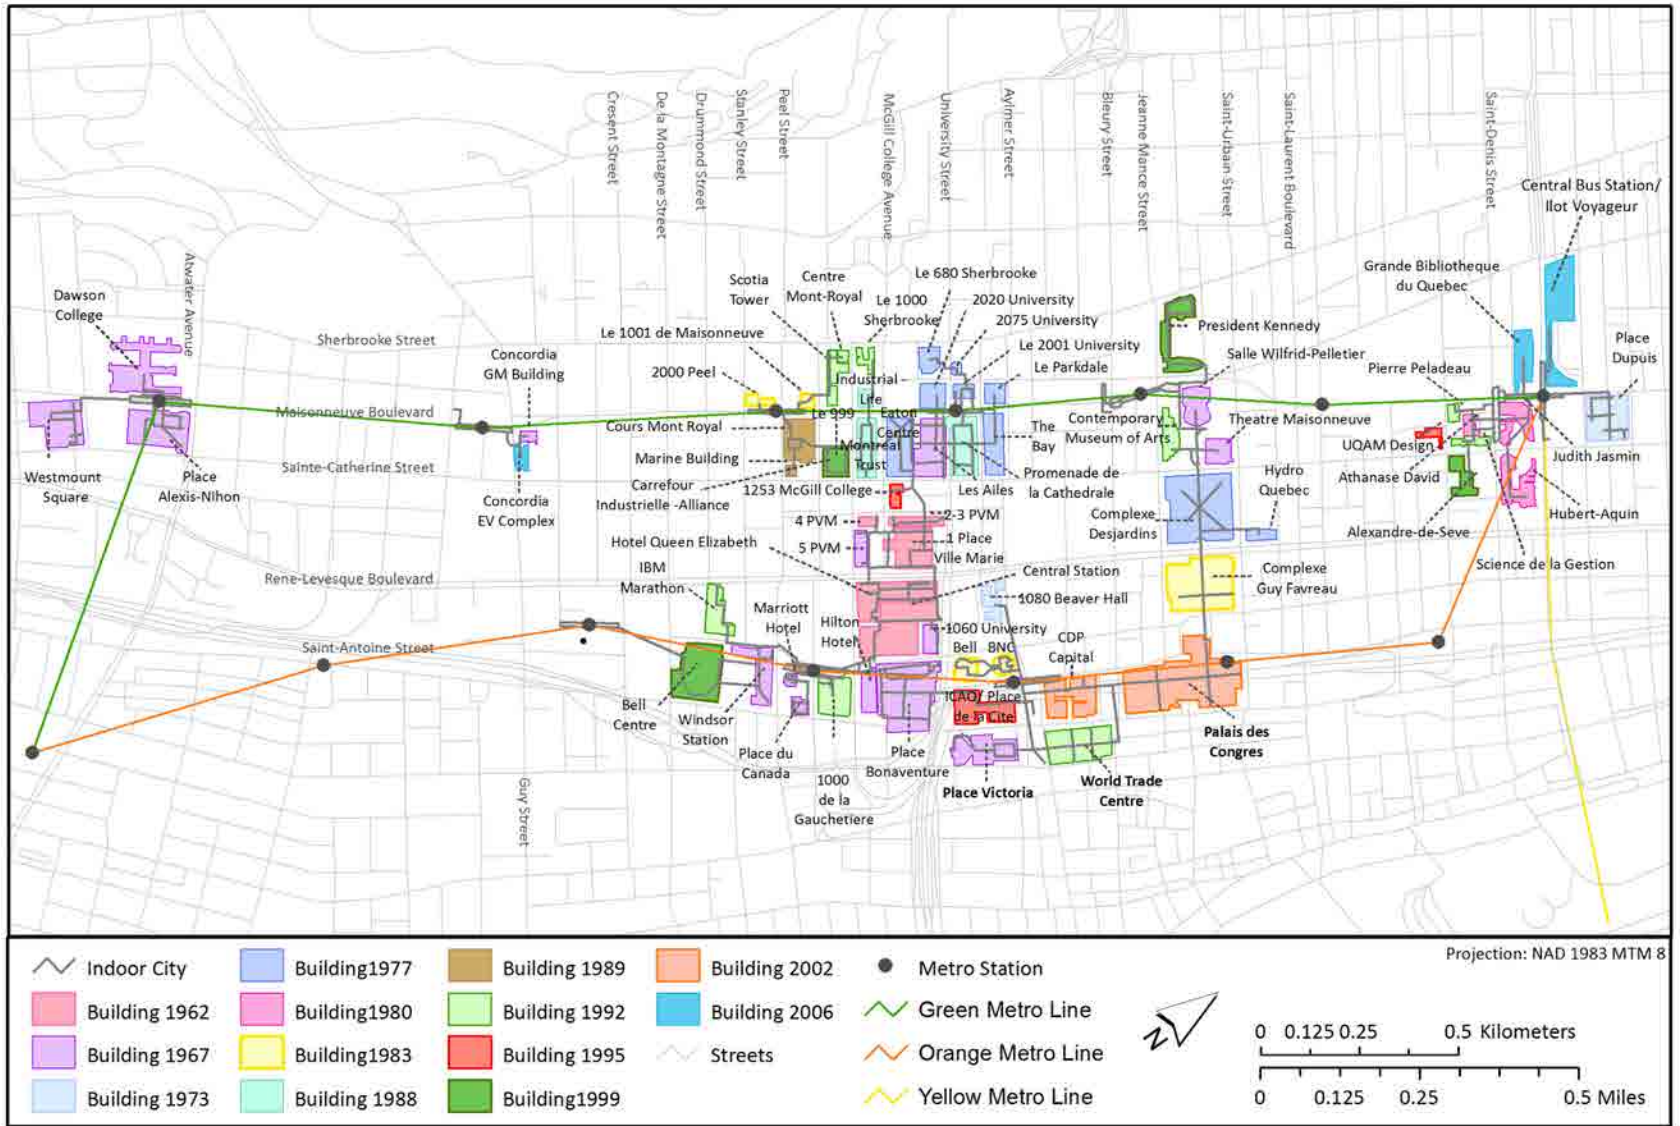 Cresent Street
De la Montagne Street
Drummond Street
Stanley Street
Peel Street
McGill College Avenue
University Street
Aylmer Street
Bleury Street
Jeanne Mance Street
Saint-Urbain Street
Saint-Laurent Boulevard
Saint-Denis Street
Atwater Avenue
Guy Street
Sherbrooke Street
Maisonneuve Boulevard
Sainte-Catherine Street
Rene-Levesque Boulevard
Saint-Antoine Street
Central Bus Station/
Ilot Voyageur
Grande Bibliotheque
du Quebec
Place
Dupuis
Dawson
College
Westmount
Square
Place
Alexis-Nihon
Concordia
GM Building
Concordia
EV Complex
Scotia
Tower
Centre
Mont-Royal
Le 1000
Sherbrooke
Le 680 Sherbrooke
2020 University
2075 University
Le 2001 University
Le Parkdale
Le 1001 de Maisonneuve
2000 Peel
Industrial
Life
Le 999
Eaton
Centre
Montreal
Trust
Cours Mont Royal
Marine Building
Carrefour
Industrielle -Alliance
1253 McGill College
Les Ailes
The
Bay
Promenade de
la Cathedrale
4 PVM
5 PVM
2-3 PVM
1 Place
Ville Marie
Hotel Queen Elizabeth
Central Station
IBM
Marathon
Marriott
Hotel
Hilton
Hotel
1080 Beaver Hall
1060 University
Bell
BNC
CDP
Capital
ICAO/ Place
de la Cite
Bell
Centre
Windsor
Station
Place du
Canada
1000
de la
Gauchetiere
Place
Bonaventure
Place Victoria
World Trade
Centre
Palais des
Congres
President Kennedy
Salle Wilfrid-Pelletier
Contemporary
Museum of Arts
Theatre Maisonneuve
Complexe
Desjardins
Hydro
Quebec
Complexe
Guy Favreau
Pierre Peladeau
UQAM Design
Athanase David
Alexandre-de-Seve
Judith Jasmin
Hubert-Aquin
Science de la Gestion
Projection: NAD 1983 MTM 8
Indoor City
Building 1962
Building 1967
Building 1973
Building1977
Building1980
Building1983
Building 1988
Building 1989
Building 1992
Building 1995
Building1999
Building 2002
Building 2006
Streets
Metro Station
Green Metro Line
Orange Metro Line
Yellow Metro Line
N
0 0.125 0.25 0.5 Kilometers
0 0.125 0.25 0.5 Miles